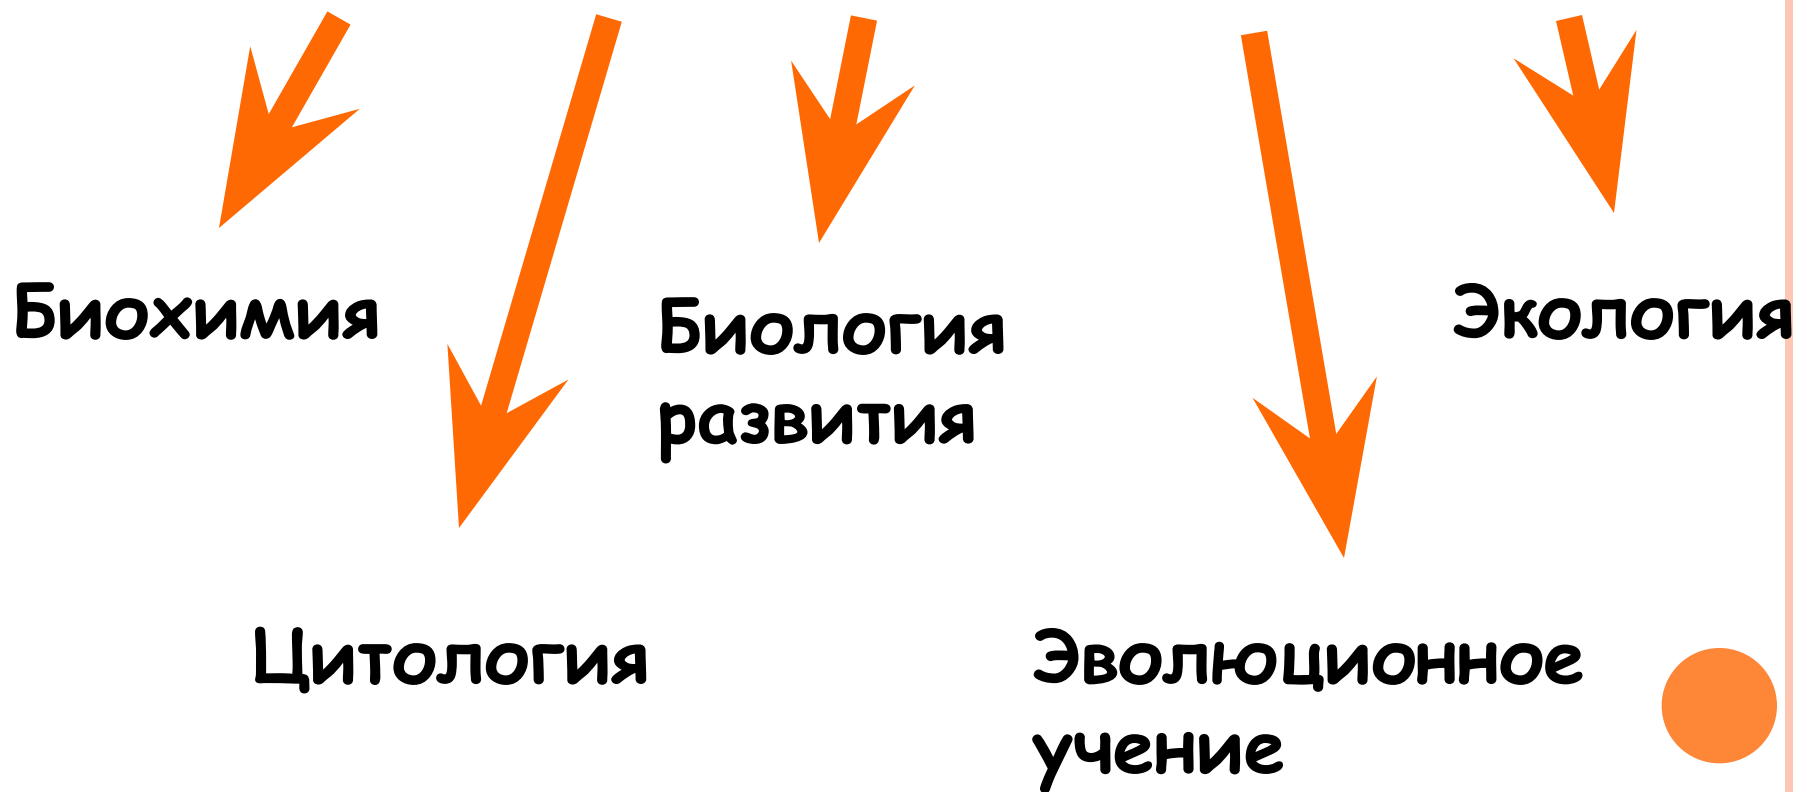 Биохимия
Биология
развития
Экология
Цитология
Эволюционное
учение